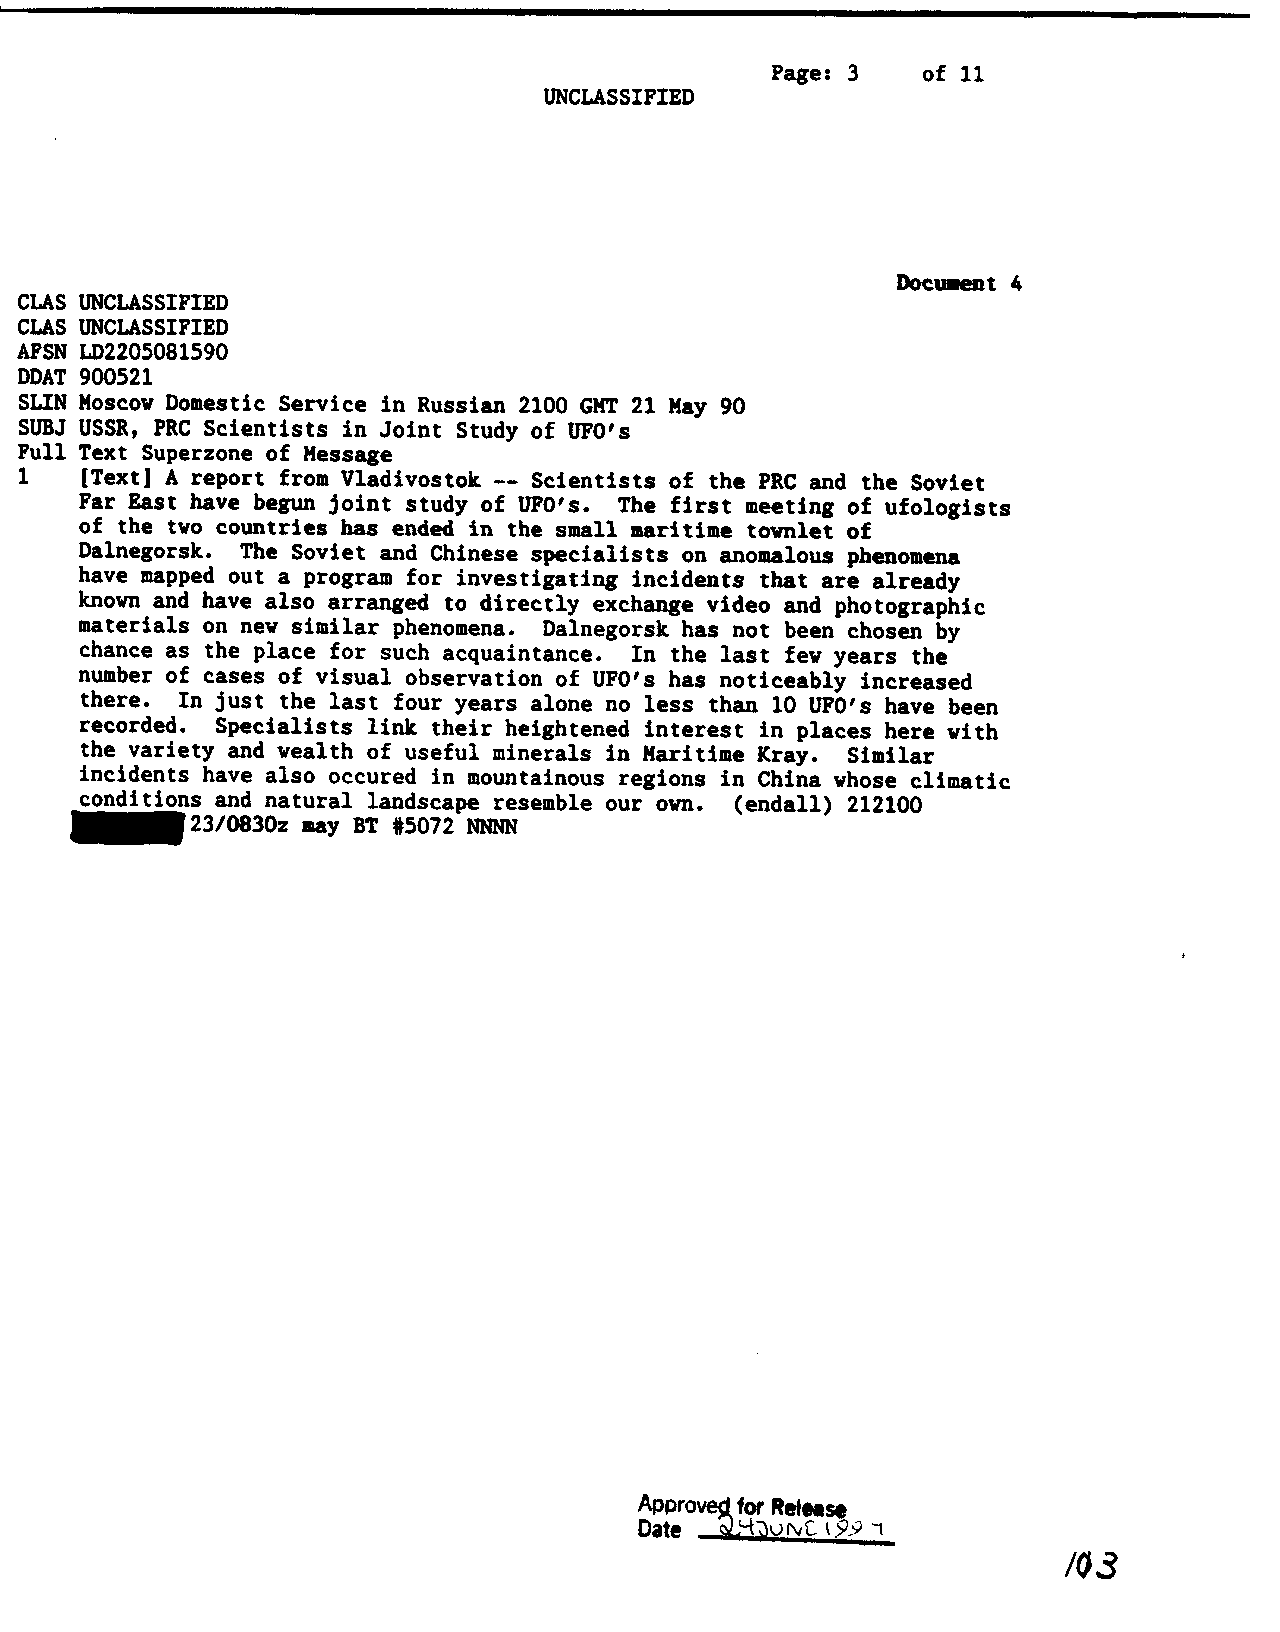 Page: 3 of 11
UNCLASSIFIED
Document 4
CLAS UNCLASSIFIED
CLAS UNCLASSIFIED
AFSN LD2205081590
DDAT 900521
SLIN Moscow Domestic Service in Russian 2100 GMT 21 May 90
SUBJ USSR, PRC Scientists in Joint Study of UFO's
Full Text Superzone of Message
1 [Text] A report from Vladivostok -- Scientists of the PRC and the Soviet
Far East have begun joint study of UFO's. The first meeting of ufologists
of the two countries has ended in the small maritime townlet of
Dalnegorsk. The Soviet and Chinese specialists on anomalous phenomena
have mapped out a program for investigating incidents that are already
known and have also arranged to directly exchange video and photographic
materials on new similar phenomena. Dalnegorsk has not been chosen by
chance as the place for such acquaintance. In the last few years the
number of cases of visual observation of UFO's has noticeably increased
there. In just the last four years alone no less than 10 UFO's have been
recorded. Specialists link their heightened interest in places here with
the variety and wealth of useful minerals in Maritime Kray. Similar
incidents have also occured in mountainous regions in China whose climatic
conditions and natural landscape resemble our own. (endall) 212100
23/0830z may BT #5072 NNNN
Approved for Release
Date 24 JUNE 1997
103